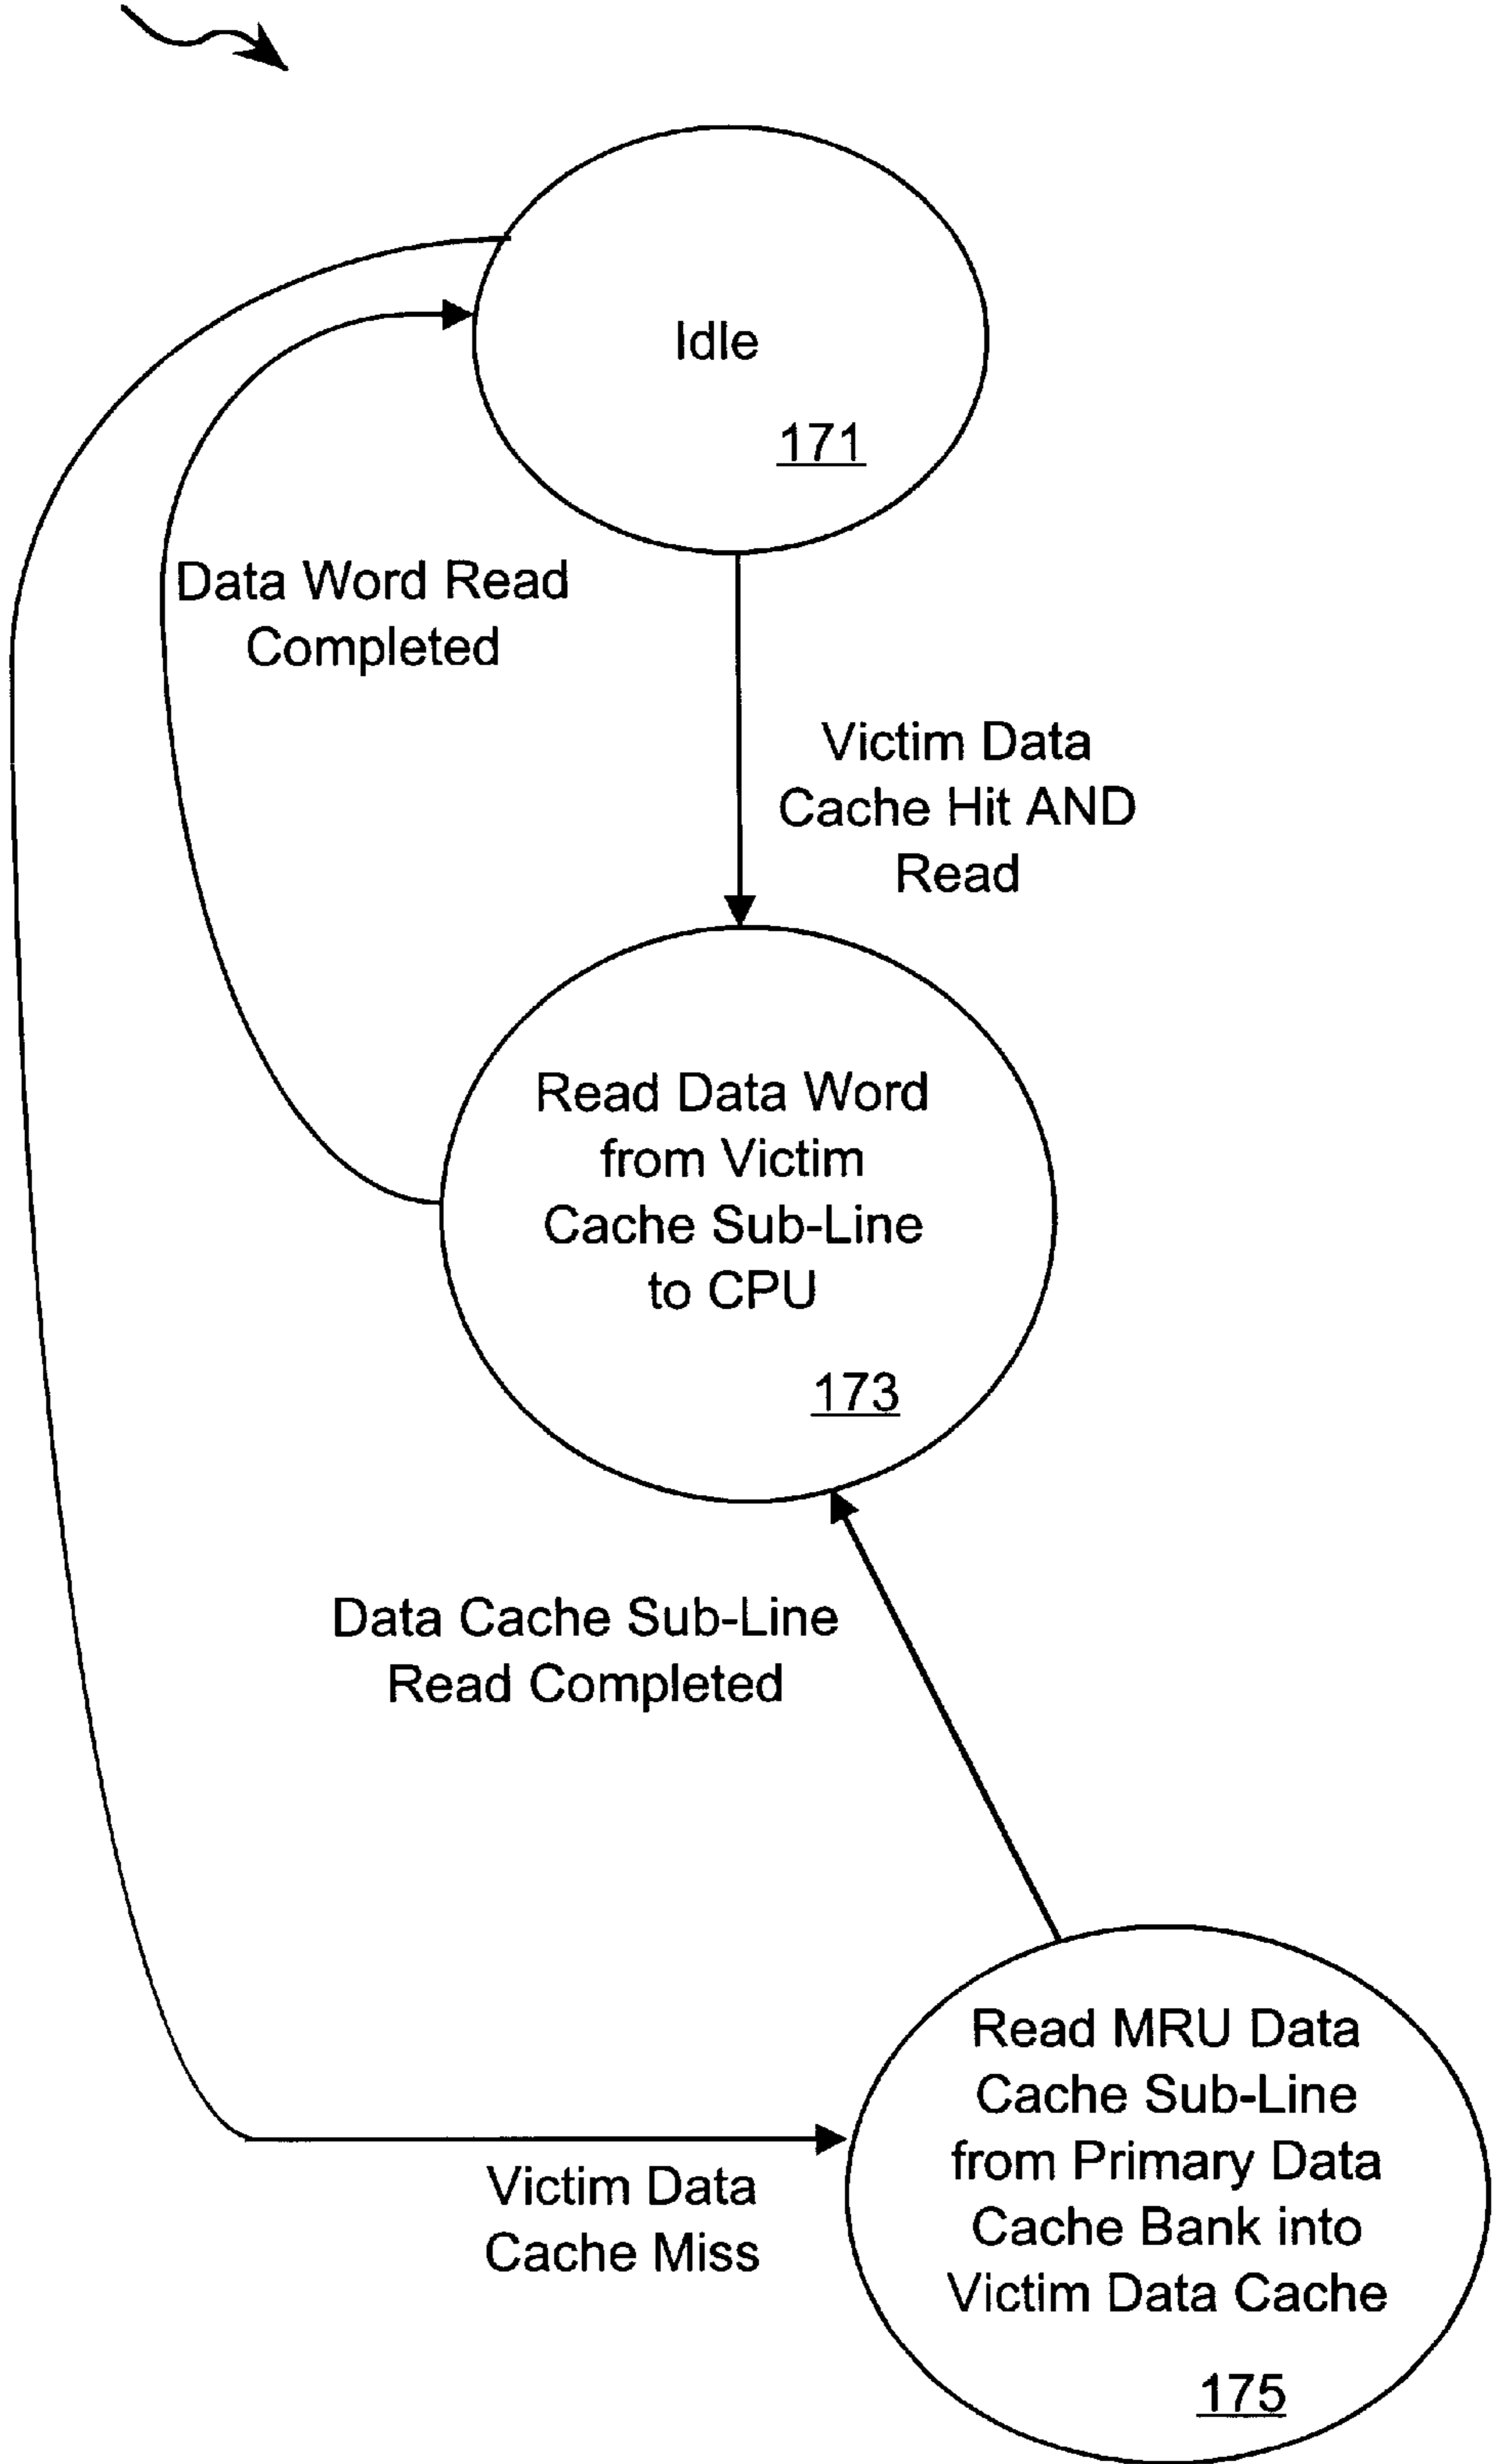 Idle
171
Data Word Read
Completed
Victim Data
Cache Hit AND
Read
Read Data Word
from Victim
Cache Sub-Line
to CPU
173
Data Cache Sub-Line
Read Completed
Read MRU Data
Cache Sub-Line
from Primary Data
Cache Bank into
Victim Data Cache
175
Victim Data
Cache Miss